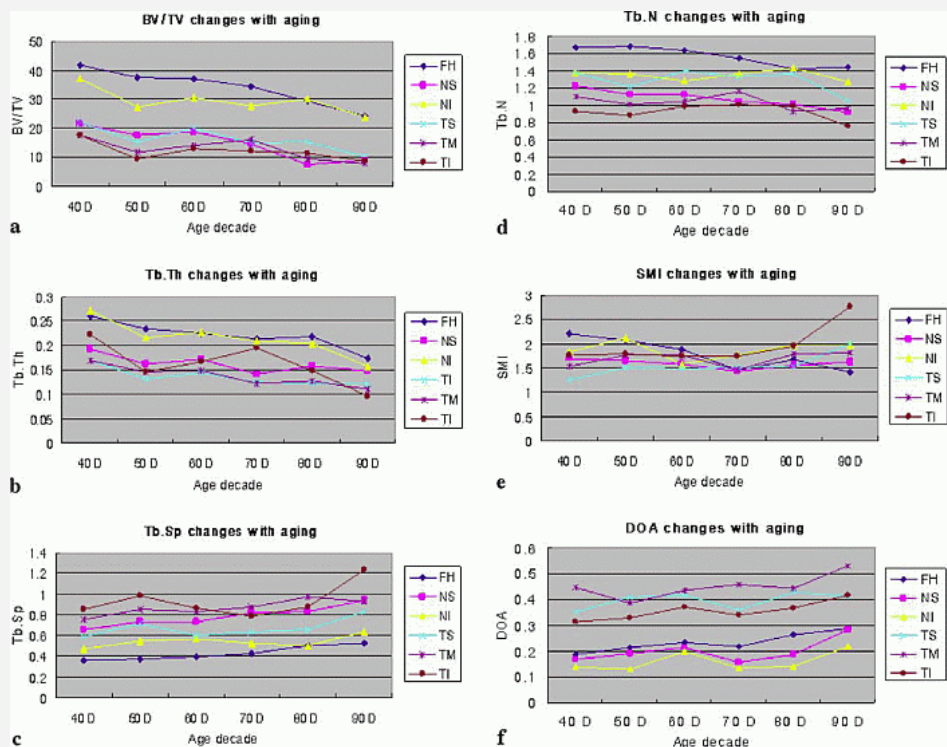 BV/TV changes with aging
50
40
30
20
10
0
BV/TV
40 D 50 D 60 D 70 D 80 D 90 D
Age decade
FH
NS
NI
TS
TM
TI
a
Tb.Th changes with aging
0.3
0.25
0.2
0.15
0.1
0.05
0
Tb.Th
40 D 50 D 60 D 70 D 80 D 90 D
Age decade
FH
NS
NI
TI
TM
TI
b
Tb.Sp changes with aging
1.4
1.2
1
0.8
0.6
0.4
0.2
0
Tb.Sp
40 D 50 D 60 D 70 D 80 D 90 D
Age decade
FH
NS
NI
TS
TM
TI
c
Tb.N changes with aging
1.8
1.6
1.4
1.2
1
0.8
0.6
0.4
0.2
0
Tb.N
40 D 50 D 60 D 70 D 80 D 90 D
Age decade
FH
NS
NI
TS
TM
TI
d
SMI changes with aging
3
2.5
2
1.5
1
0.5
0
SMI
40 D 50 D 60 D 70 D 80 D 90 D
Age decade
FH
NS
NI
TS
TM
TI
e
DOA changes with aging
0.6
0.5
0.4
0.3
0.2
0.1
0
DOA
40 D 50 D 60 D 70 D 80 D 90 D
Age decade
FH
NS
NI
TS
TM
TI
f